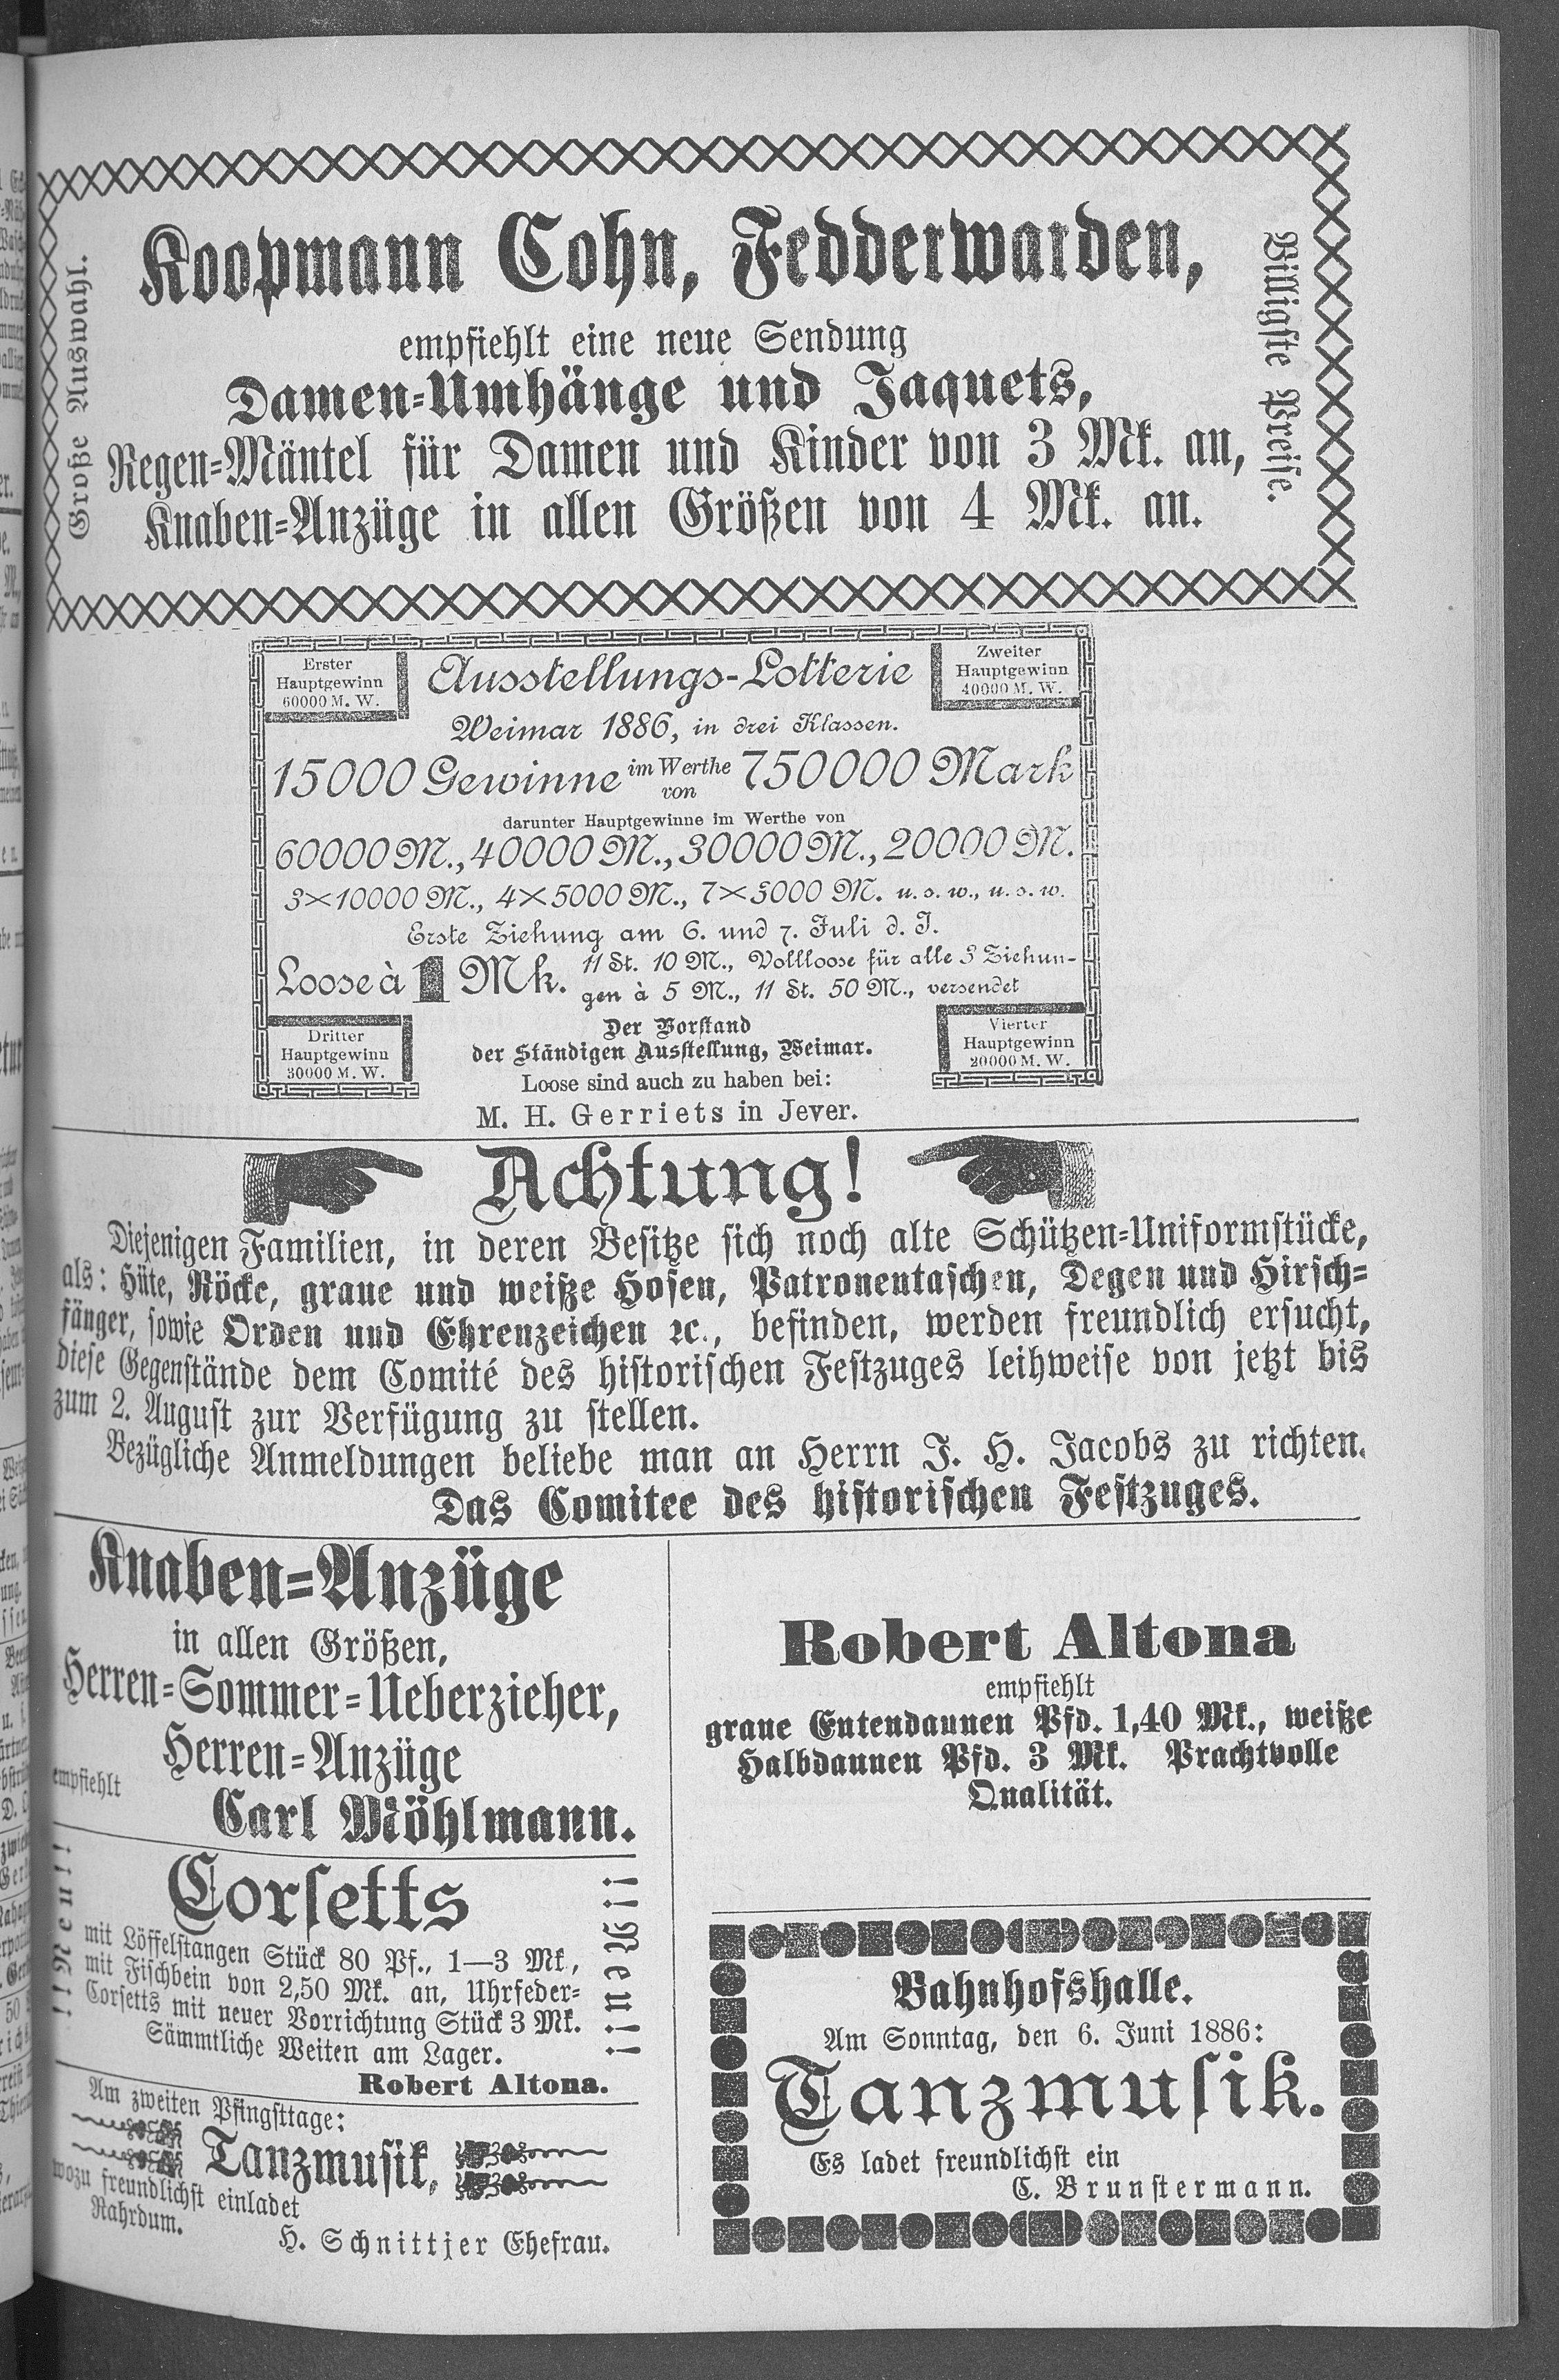 Große Auswahl.
Koopmann Cohn, Fedderwarden,
empfiehlt eine neue Sendung
Damen-Umhänge und Jaquets,
Regen-Mäntel für Damen und Kinder von 3 Mk. an,
Knaben-Anzüge in allen Größen von 4 Mk. an.
Billigste Preise.
Erster
Hauptgewinn
60000 M. W.
Ausstellungs-Lotterie
Zweiter
Hauptgewinn
40000 M. W.
Weimar 1886, in drei Klassen.
15000 Gewinne im Werthe von 750000 Mark
darunter Hauptgewinne im Werthe von
60000 M., 40000 M., 30000 M., 20000 M.
3×10000 M., 4×5000 M., 7×3000 M. u. s. w., u. s. w.
Erste Ziehung am 6. und 7. Juli d. J.
Loose à 1 Mk. 11 St. 10 M., Vollloose für alle 3 Ziehun-
gen à 5 M., 11 St. 50 M., versendet
Der Vorstand
der Ständigen Ausstellung, Weimar.
Dritter
Hauptgewinn
30000 M. W.
Vierter
Hauptgewinn
20000 M. W.
Loose sind auch zu haben bei:
M. H. Gerriets in Jever.
Achtung!
Diejenigen Familien, in deren Besitze sich noch alte Schützen-Uniformstücke,
als: Hüte, Röcke, graue und weiße Hosen, Patronentaschen, Degen und Hirsch-
fänger, sowie Orden und Ehrenzeichen ꝛc., befinden, werden freundlich ersucht,
diese Gegenstände dem Comité des historischen Festzuges leihweise von jetzt bis
zum 2. August zur Verfügung zu stellen.
Bezügliche Anmeldungen beliebe man an Herrn J. H. Jacobs zu richten.
Das Comitee des historischen Festzuges.
Knaben-Anzüge
in allen Größen,
Herren-Sommer-Ueberzieher,
Herren-Anzüge
empfiehlt
Carl Möhlmann.
!! Neu !!
Corsetts
mit Löffelstangen Stück 80 Pf., 1—3 Mk.,
mit Fischbein von 2,50 Mk. an, Uhrfeder-
Corsetts mit neuer Vorrichtung Stück 3 Mk.
Sämmtliche Weiten am Lager.
Robert Altona.
!! Neu !!
Am zweiten Pfingsttage:
Tanzmusik,
wozu freundlichst einladet
Rahrdum.
H. Schnittjer Ehefrau.
Robert Altona
empfiehlt
graue Entendaunen Pfd. 1,40 Mk., weiße
Halbdaunen Pfd. 3 Mk. Prachtvolle
Qualität.
Bahnhofshalle.
Am Sonntag, den 6. Juni 1886:
Tanzmusik.
Es ladet freundlichst ein
C. Brunstermann.